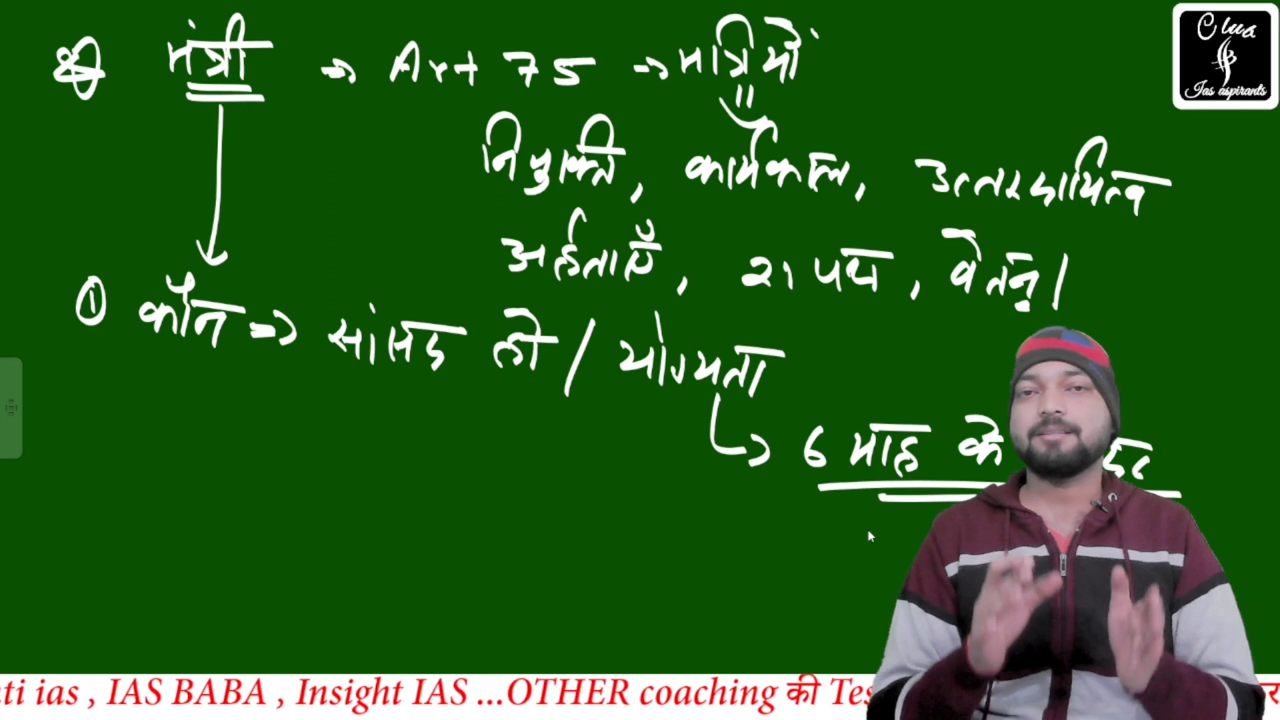 मंत्री → Art 75 → मंत्रियों
नियुक्ति, कार्यकाल, उत्तरदायित्व
अर्हताएँ, शपथ, वेतन।
① कौन ⇒ सांसद हो / योग्यता
↳ 6 माह के
Clua
Ias aspirants
ti ias , IAS BABA , Insight IAS ...OTHER coaching की Tes